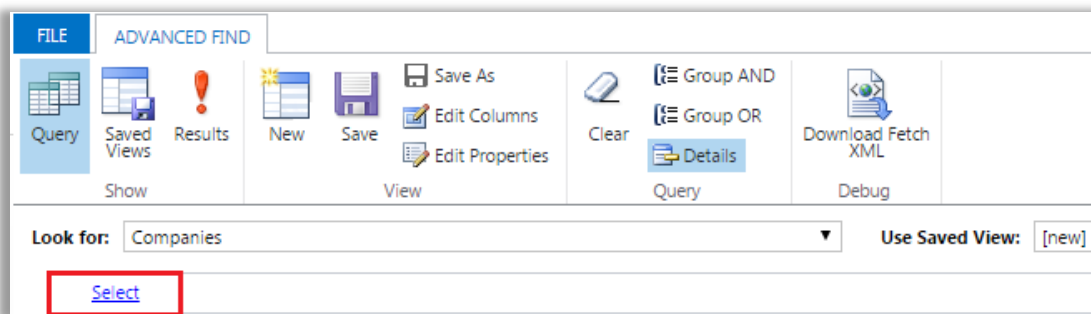 FILE
ADVANCED FIND
Query
Saved Views
Results
Show
New
Save
Save As
Edit Columns
Edit Properties
View
Clear
[≡ Group AND
[≡ Group OR
Details
Query
Download Fetch XML
Debug
Look for: Companies
Use Saved View: [new]
Select